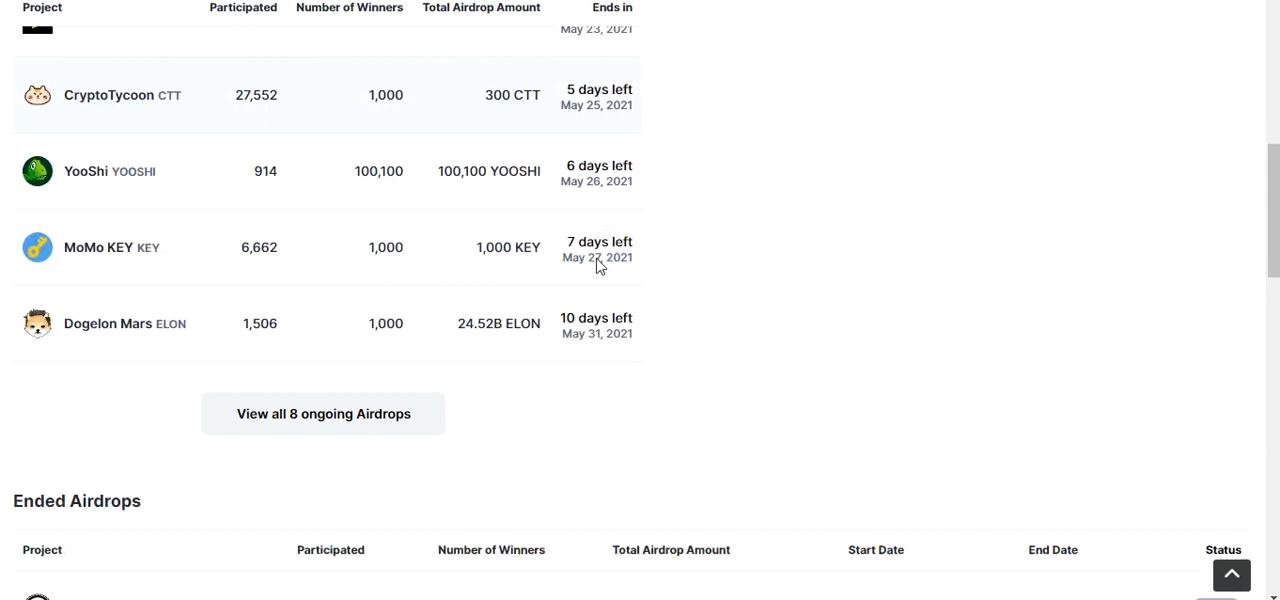 Project Participated Number of Winners Total Airdrop Amount Ends in
May 23, 2021
CryptoTycoon CTT 27,552 1,000 300 CTT 5 days left
May 25, 2021
YooShi YOOSHI 914 100,100 100,100 YOOSHI 6 days left
May 26, 2021
MoMo KEY KEY 6,662 1,000 1,000 KEY 7 days left
May 27, 2021
Dogelon Mars ELON 1,506 1,000 24.52B ELON 10 days left
May 31, 2021
View all 8 ongoing Airdrops
Ended Airdrops
Project Participated Number of Winners Total Airdrop Amount Start Date End Date Status